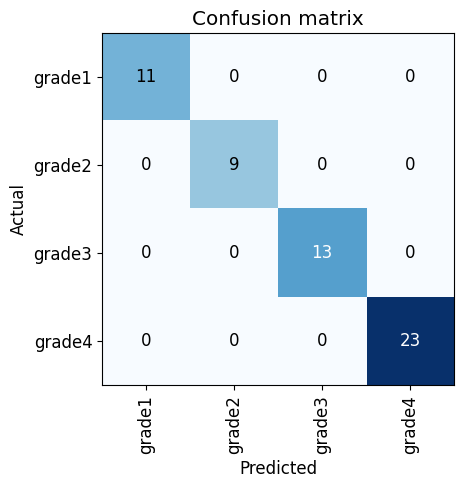 Confusion matrix
Actual
grade1 11 0 0 0
grade2 0 9 0 0
grade3 0 0 13 0
grade4 0 0 0 23
grade1 grade2 grade3 grade4
Predicted